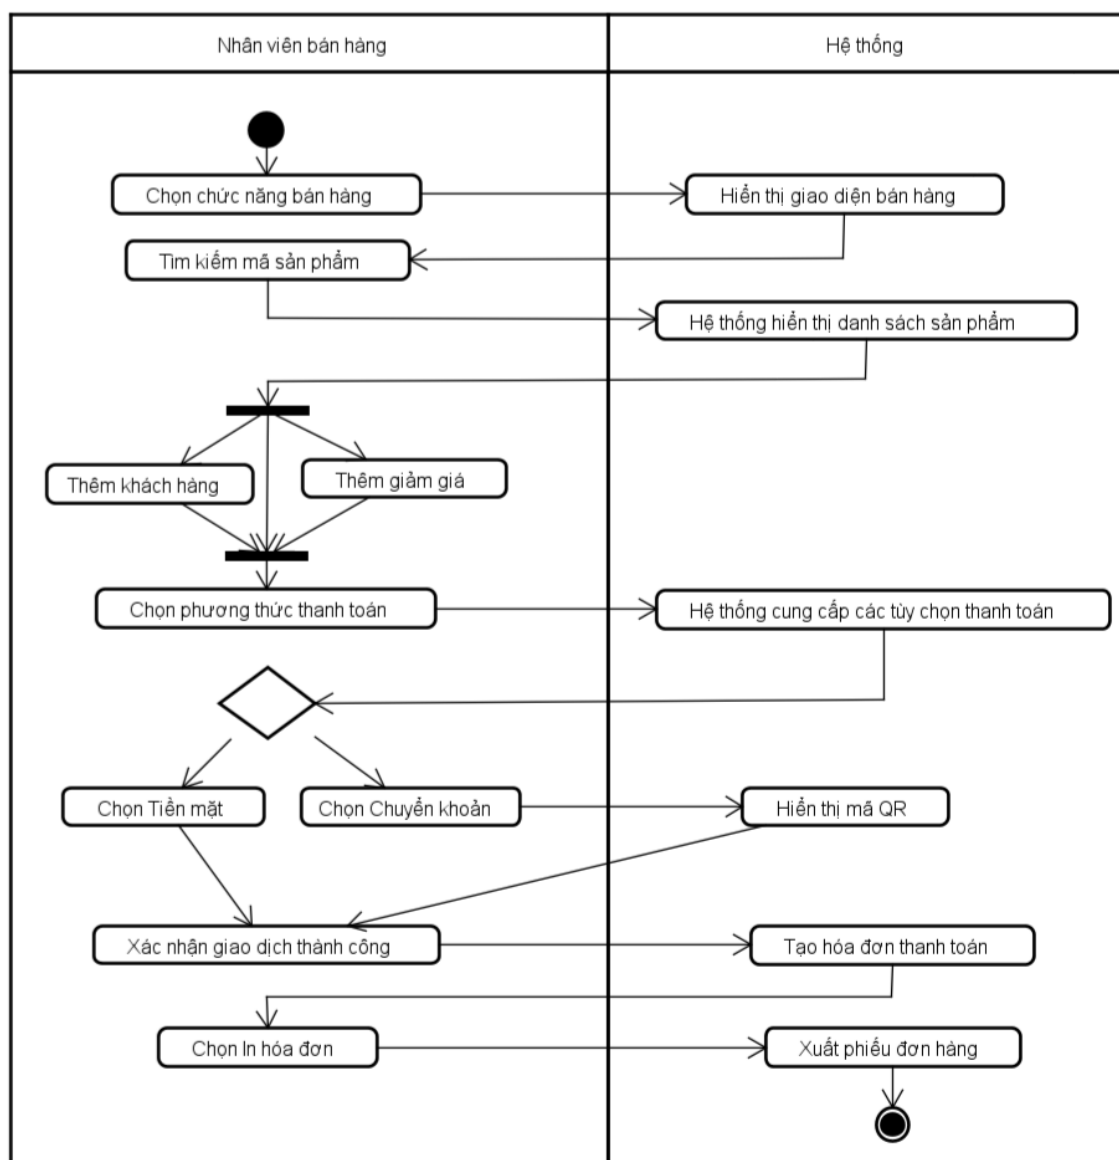 Nhân viên bán hàng
Hệ thống
Chọn chức năng bán hàng
Hiển thị giao diện bán hàng
Tìm kiếm mã sản phẩm
Hệ thống hiển thị danh sách sản phẩm
Thêm khách hàng
Thêm giảm giá
Chọn phương thức thanh toán
Hệ thống cung cấp các tùy chọn thanh toán
Chọn Tiền mặt
Chọn Chuyển khoản
Hiển thị mã QR
Xác nhận giao dịch thành công
Tạo hóa đơn thanh toán
Chọn In hóa đơn
Xuất phiếu đơn hàng